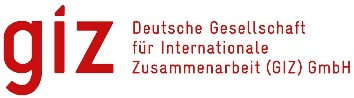 giz
Deutsche Gesellschaft
für Internationale
Zusammenarbeit (GIZ) GmbH